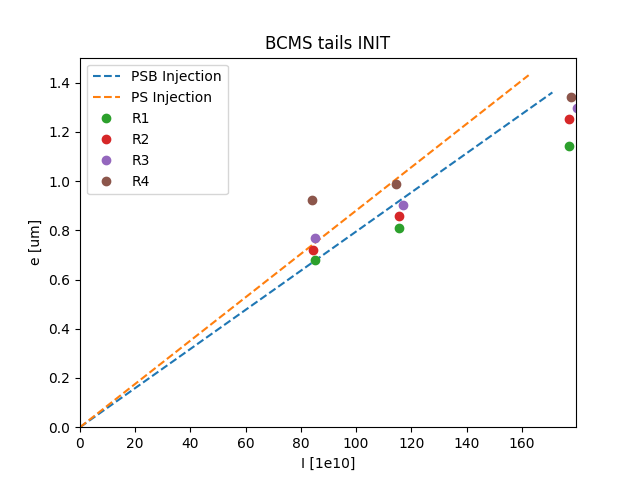 BCMS tails INIT
PSB Injection
PS Injection
R1
R2
R3
R4
e [um]
1.4
1.2
1.0
0.8
0.6
0.4
0.2
0.0
0 20 40 60 80 100 120 140 160
I [1e10]